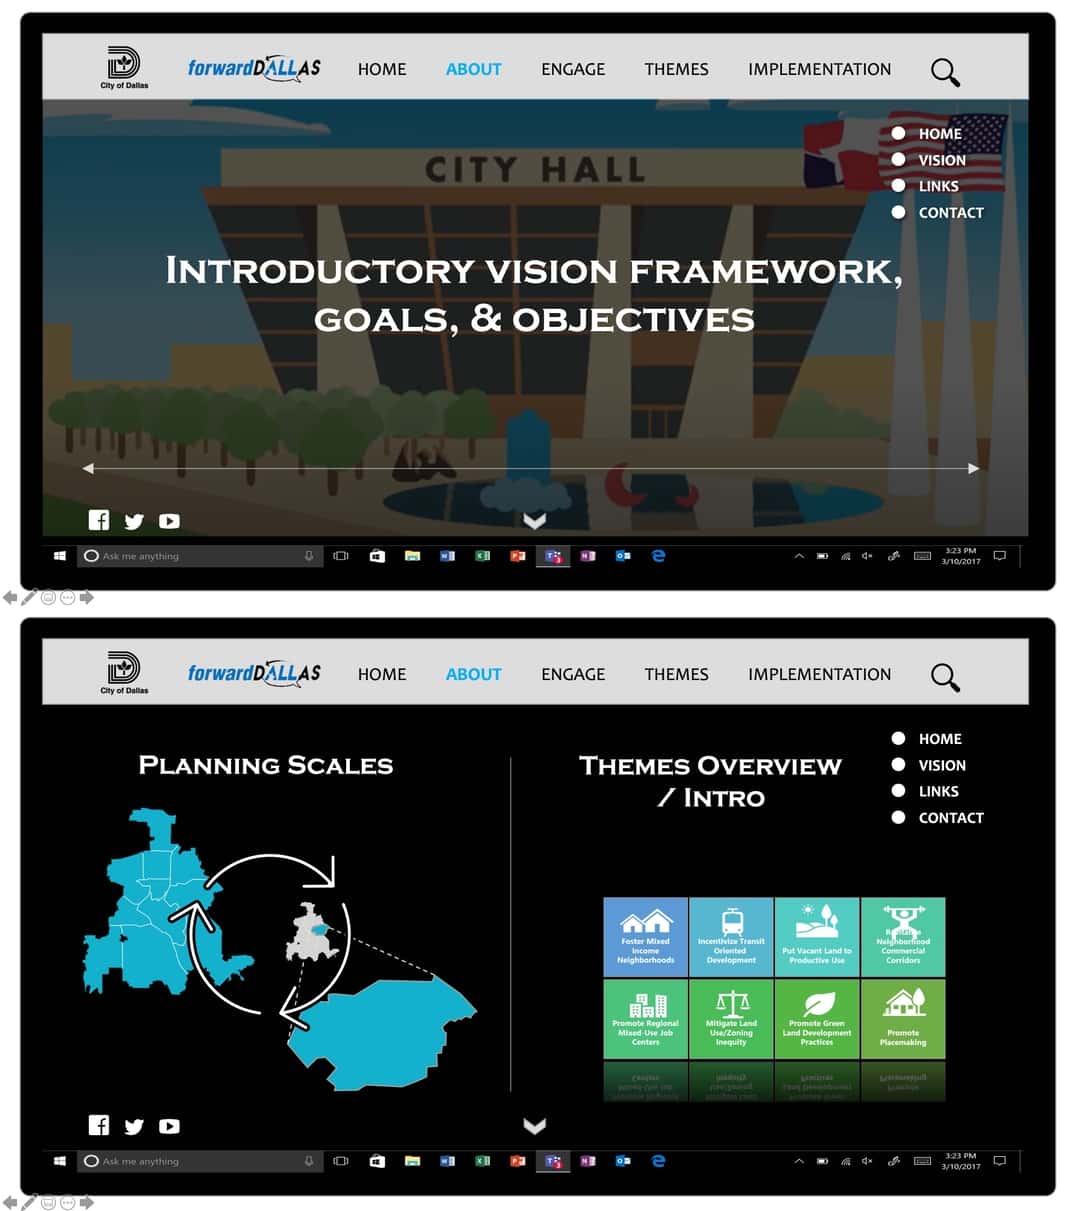 City of Dallas
forwardDALLAS
HOME
ABOUT
ENGAGE
THEMES
IMPLEMENTATION
HOME
VISION
LINKS
CONTACT
CITY HALL
INTRODUCTORY VISION FRAMEWORK,
GOALS, & OBJECTIVES
Ask me anything
3:23 PM
3/10/2017
City of Dallas
forwardDALLAS
HOME
ABOUT
ENGAGE
THEMES
IMPLEMENTATION
HOME
VISION
LINKS
CONTACT
PLANNING SCALES
THEMES OVERVIEW
/ INTRO
Foster Mixed
Income
Neighborhoods
Incentivize Transit
Oriented
Development
Put Vacant Land to
Productive Use
Neighborhood
Commercial
Corridors
Promote Regional
Mixed-Use Job
Centers
Mitigate Land
Use/Zoning
Inequity
Promote Green
Land Development
Practices
Promote
Placemaking
Ask me anything
3:23 PM
3/10/2017